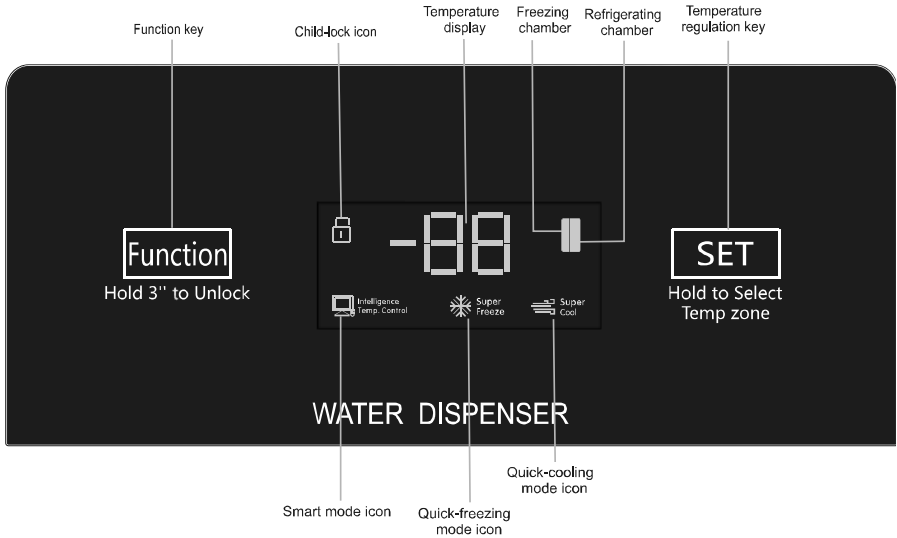 Function key
Child-lock icon
Temperature
display
Freezing
chamber
Refrigerating
chamber
Temperature
regulation key
-88
Function
Hold 3'' to Unlock
SET
Hold to Select
Temp zone
Intelligence
Temp. Control
Super
Freeze
Super
Cool
WATER DISPENSER
Smart mode icon
Quick-freezing
mode icon
Quick-cooling
mode icon